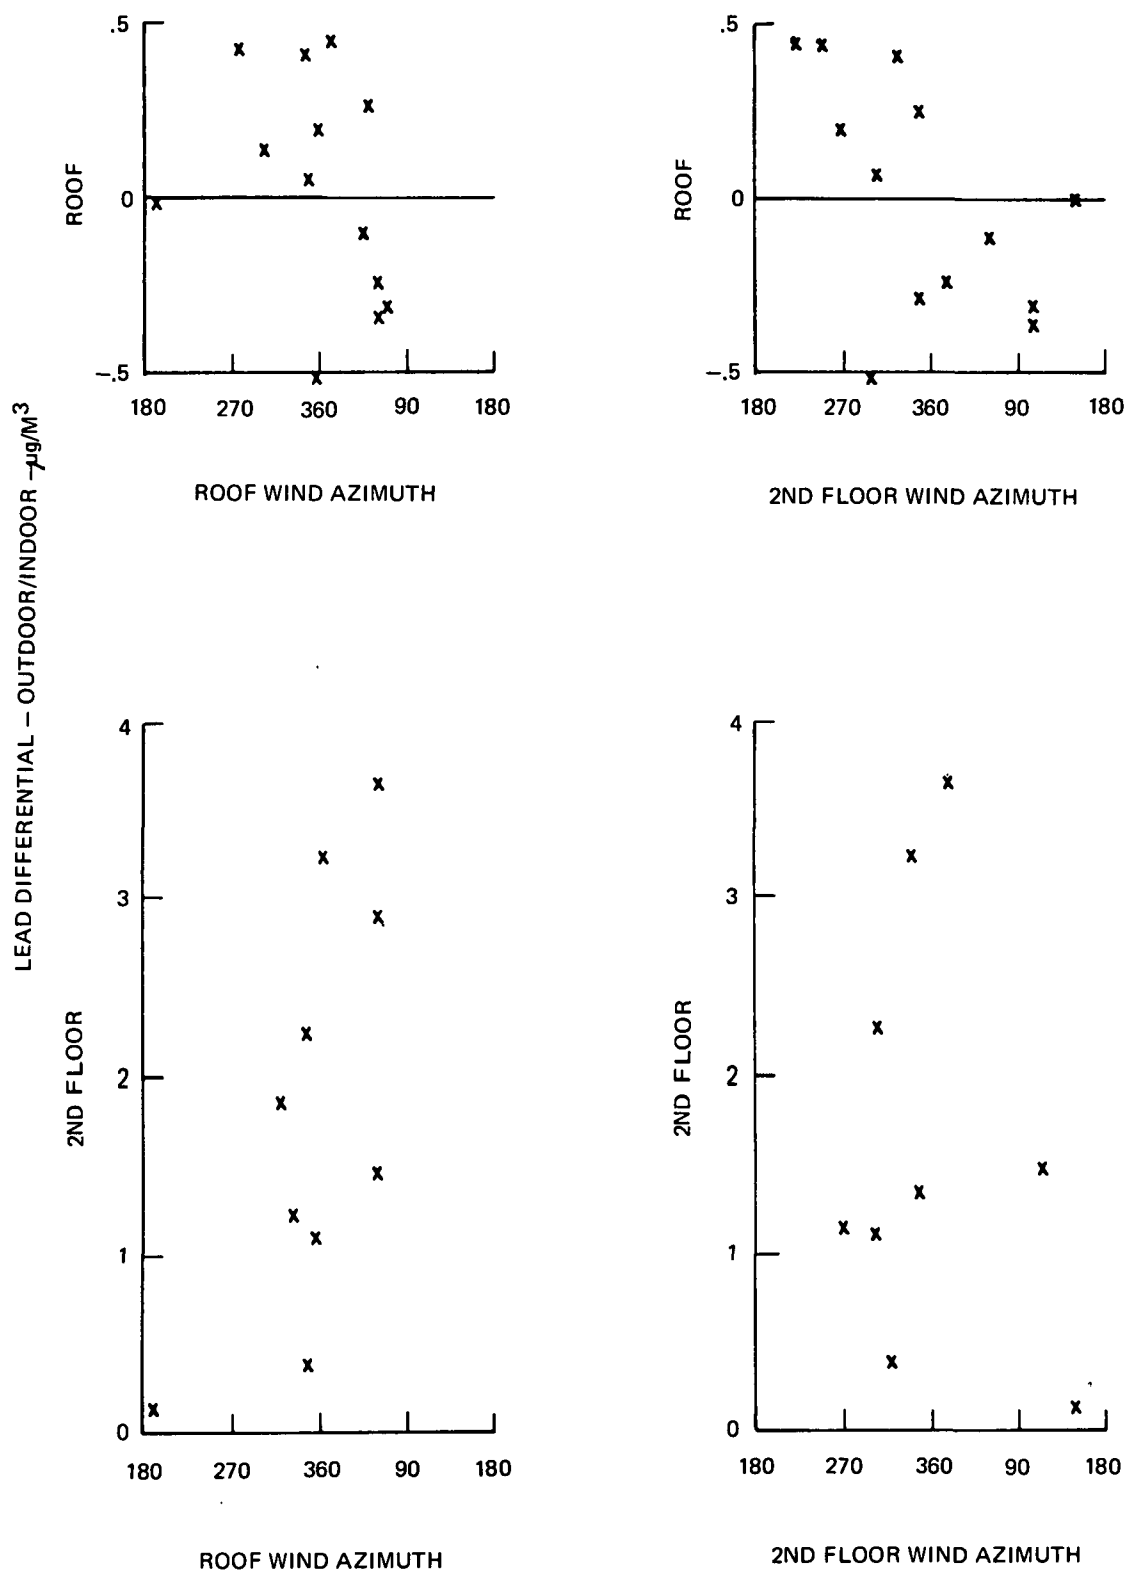 LEAD DIFFERENTIAL – OUTDOOR/INDOOR – μg/M³
ROOF
.5
0
–.5
180 270 360 90 180
ROOF WIND AZIMUTH
ROOF
.5
0
–.5
180 270 360 90 180
2ND FLOOR WIND AZIMUTH
2ND FLOOR
4
3
2
1
0
180 270 360 90 180
ROOF WIND AZIMUTH
2ND FLOOR
4
3
2
1
0
180 270 360 90 180
2ND FLOOR WIND AZIMUTH